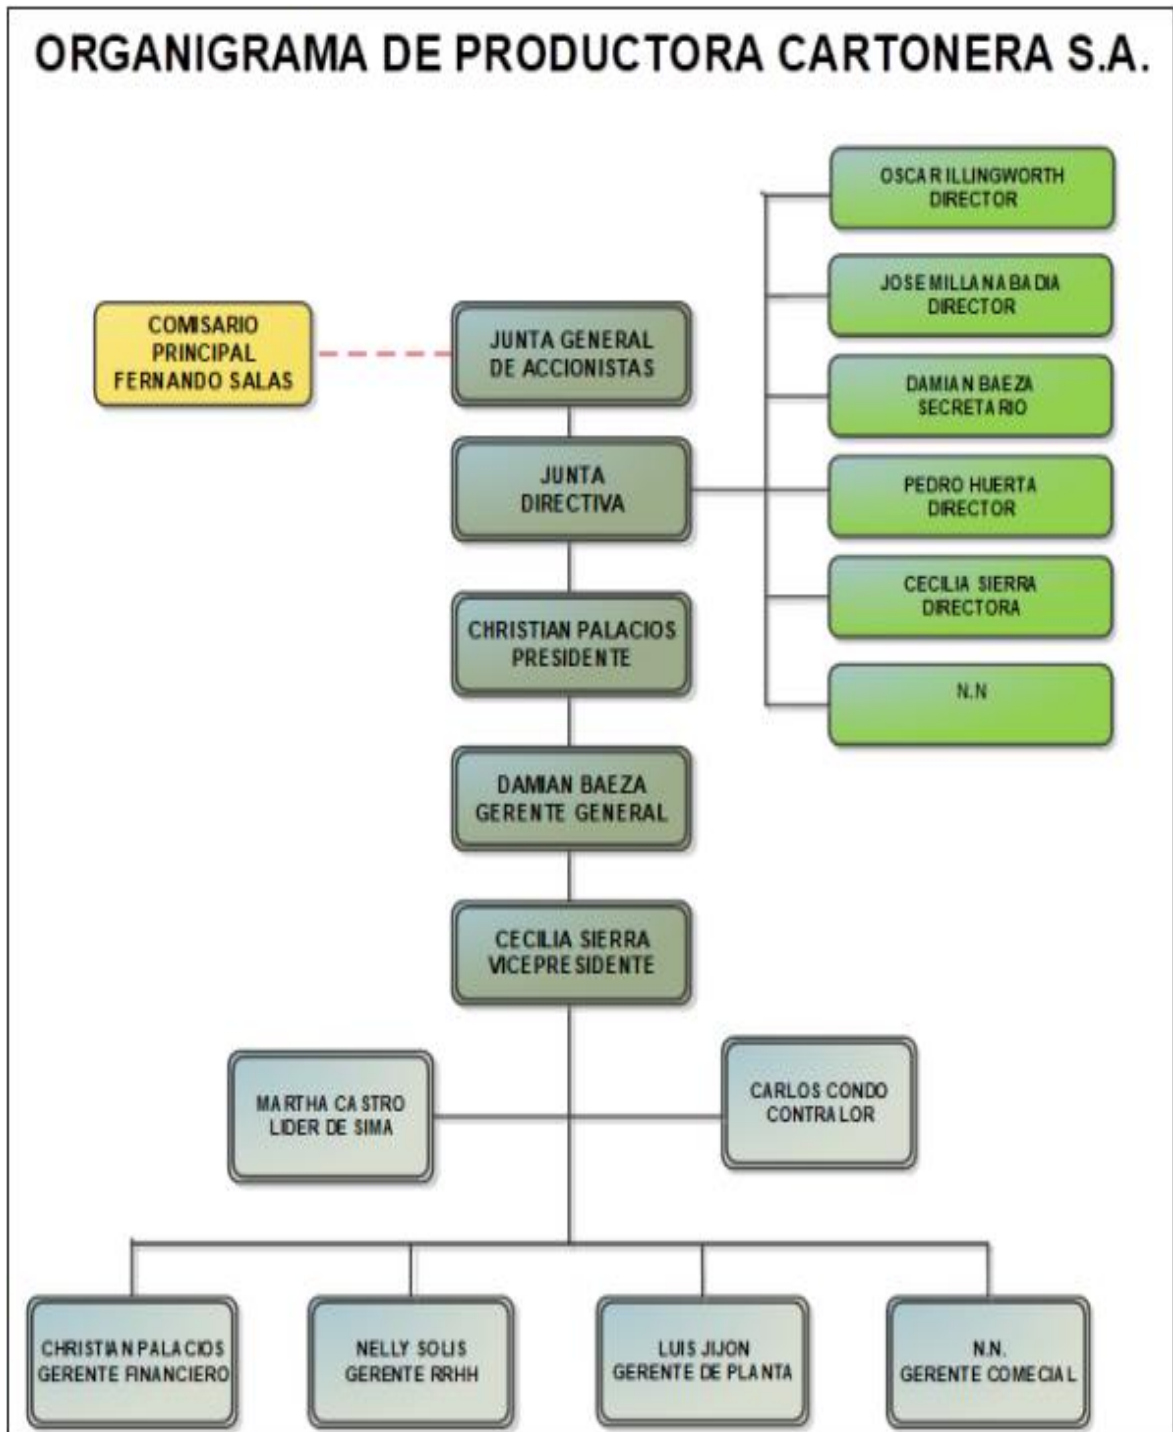 ORGANIGRAMA DE PRODUCTORA CARTONERA S.A.
OSCAR ILLINGWORTH
DIRECTOR
JOSE MILLAN ABADIA
DIRECTOR
DAMIAN BAEZA
SECRETARIO
PEDRO HUERTA
DIRECTOR
CECILIA SIERRA
DIRECTORA
N.N
COMISARIO
PRINCIPAL
FERNANDO SALAS
JUNTA GENERAL
DE ACCIONISTAS
JUNTA
DIRECTIVA
CHRISTIAN PALACIOS
PRESIDENTE
DAMIAN BAEZA
GERENTE GENERAL
CECILIA SIERRA
VICEPRESIDENTE
MARTHA CASTRO
LIDER DE SIMA
CARLOS CONDO
CONTRALOR
CHRISTIAN PALACIOS
GERENTE FINANCIERO
NELLY SOLIS
GERENTE RRHH
LUIS JIJON
GERENTE DE PLANTA
N.N.
GERENTE COMECIAL